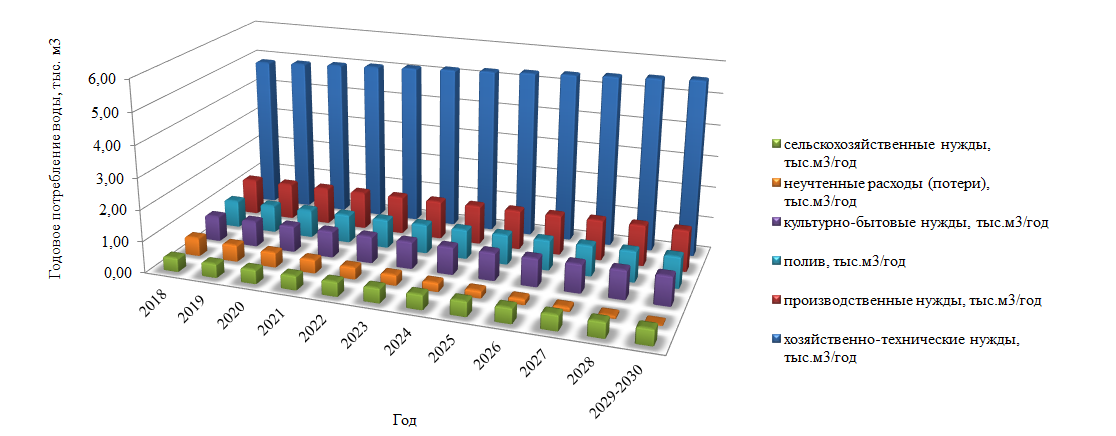 Годовое потребление воды, тыс. м3
6,00
5,00
4,00
3,00
2,00
1,00
0,00
2018
2019
2020
2021
2022
2023
2024
2025
2026
2027
2028
2029-2030
Год
сельскохозяйственные нужды,
тыс.м3/год
неучтенные расходы (потери),
тыс.м3/год
культурно-бытовые нужды, тыс.м3/год
полив, тыс.м3/год
производственные нужды, тыс.м3/год
хозяйственно-технические нужды,
тыс.м3/год